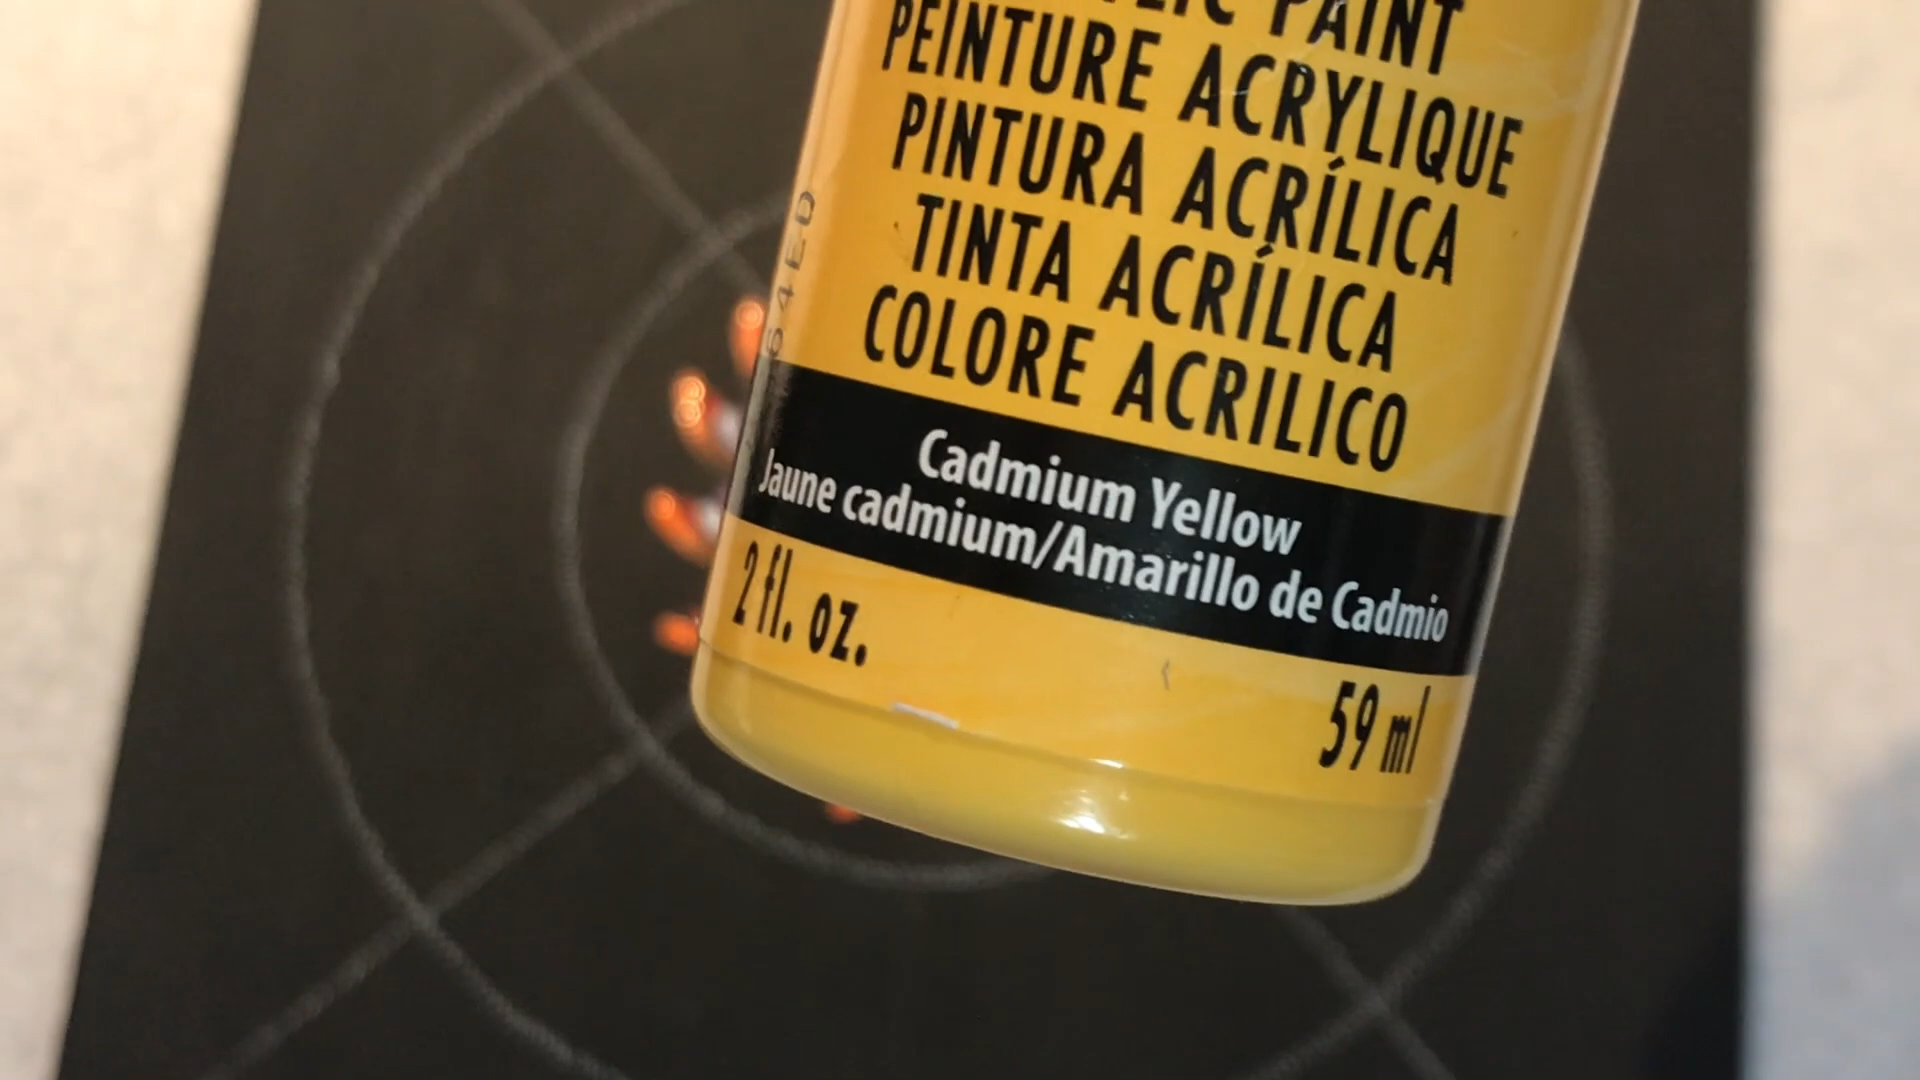 PAINT
PEINTURE ACRYLIQUE
PINTURA ACRÍLICA
TINTA ACRÍLICA
COLORE ACRILICO
Cadmium Yellow
Jaune cadmium/Amarillo de Cadmio
2 fl. oz.
59 ml